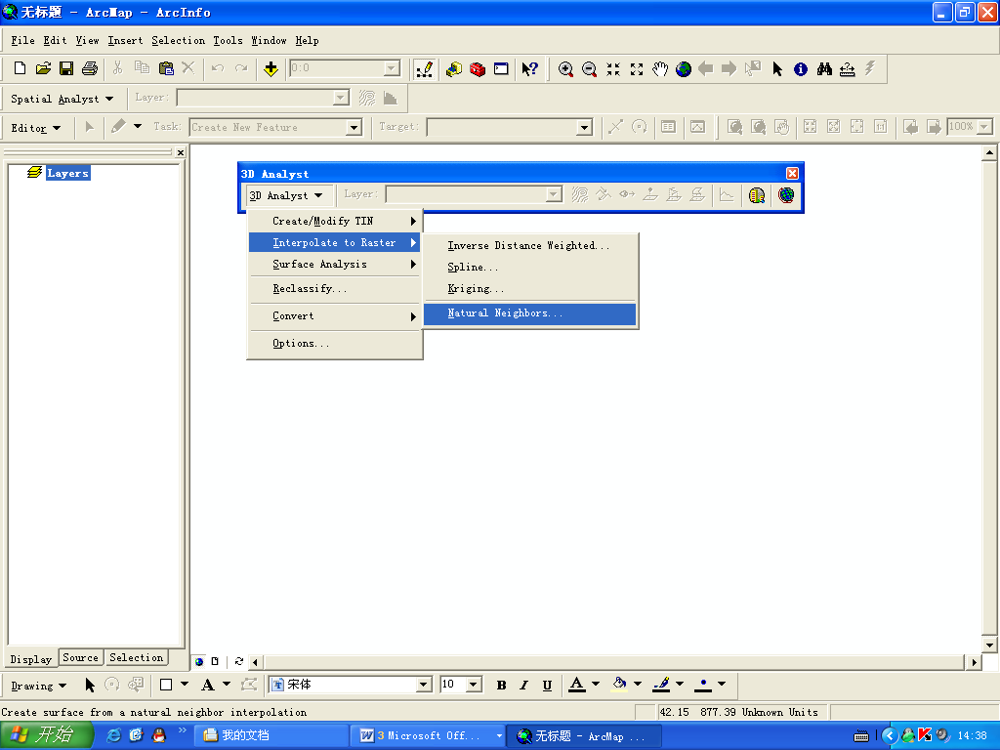 无标题 - ArcMap - ArcInfo
File Edit View Insert Selection Tools Window Help
0:0
Spatial Analyst Layer:
Editor Task: Create New Feature Target: 1:1 100%
Layers
3D Analyst
3D Analyst Layer:
Create/Modify TIN
Interpolate to Raster
Surface Analysis
Reclassify...
Convert
Options...
Inverse Distance Weighted...
Spline...
Kriging...
Natural Neighbors...
Display Source Selection
Drawing A 宋体 10 B I U A
Create surface from a natural neighbor interpolation 42.15 877.39 Unknown Units
开始 我的文档 3 Microsoft Off... 无标题 - ArcMap ... 14:38